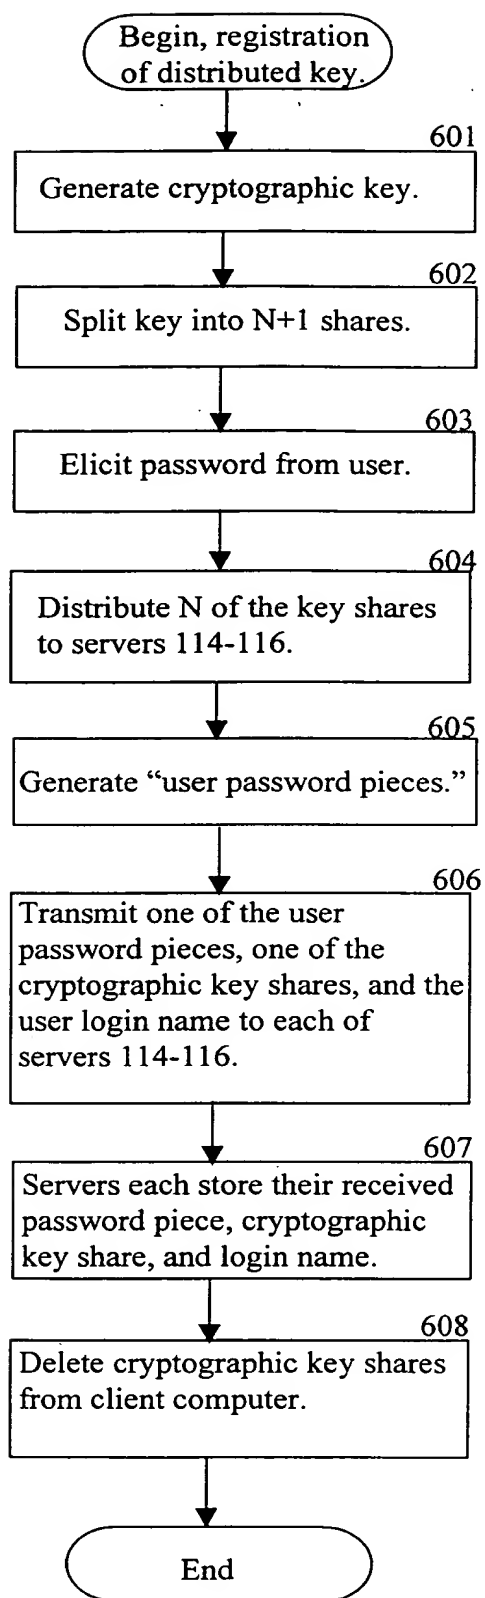 Begin, registration
of distributed key.
601
Generate cryptographic key.
602
Split key into N+1 shares.
603
Elicit password from user.
604
Distribute N of the key shares
to servers 114-116.
605
Generate “user password pieces.”
606
Transmit one of the user
password pieces, one of the
cryptographic key shares, and the
user login name to each of
servers 114-116.
607
Servers each store their received
password piece, cryptographic
key share, and login name.
608
Delete cryptographic key shares
from client computer.
End